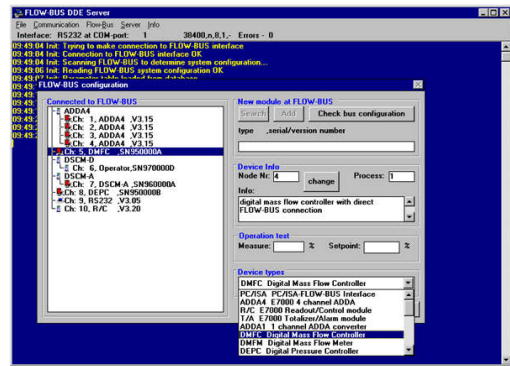 FLOW-BUS DDE Server
File Communication Flow-Bus Server Info
Interface: RS232 at COM-port: 1 38400,n,8,1,- Errors - 0
09:49:04 Init: Trying to make connection to FLOW-BUS interface
09:49:04 Init: Connection to FLOW-BUS interface OK
09:49:04 Init: Scanning FLOW-BUS to determine system configuration...
09:49:06 Init: Reading FLOW-BUS system configuration OK
FLOW-BUS configuration
Connected to FLOW-BUS
ADDA4
Ch: 1, ADDA4 ,V3.15
Ch: 2, ADDA4 ,V3.15
Ch: 3, ADDA4 ,V3.15
Ch: 4, ADDA4 ,V3.15
Ch: 5, DMFC ,SN950000A
DSCM-D
Ch: 6, Operator,SN970000D
DSCM-A
Ch: 7, DSCM-A ,SN960000A
Ch: 8, DEPC ,SN950000B
Ch: 9, RS232 ,V3.05
Ch: 10, R/C ,V3.20
New module at FLOW-BUS
Search Add Check bus configuration
type ,serial/version number
Device Info
Node Nr: 4 change Process: 1
Info:
digital mass flow controller with direct
FLOW-BUS connection
Operation test
Measure: % Setpoint: %
Device types
DMFC Digital Mass Flow Controller
PC/ISA PC/ISA-FLOW-BUS Interface
ADDA4 E7000 4 channel ADDA
R/C E7000 Readout/Control module
T/A E7000 Totalizer/Alarm module
ADDA1 1 channel ADDA converter
DMFC Digital Mass Flow Controller
DMFM Digital Mass Flow Meter
DEPC Digital Pressure Controller